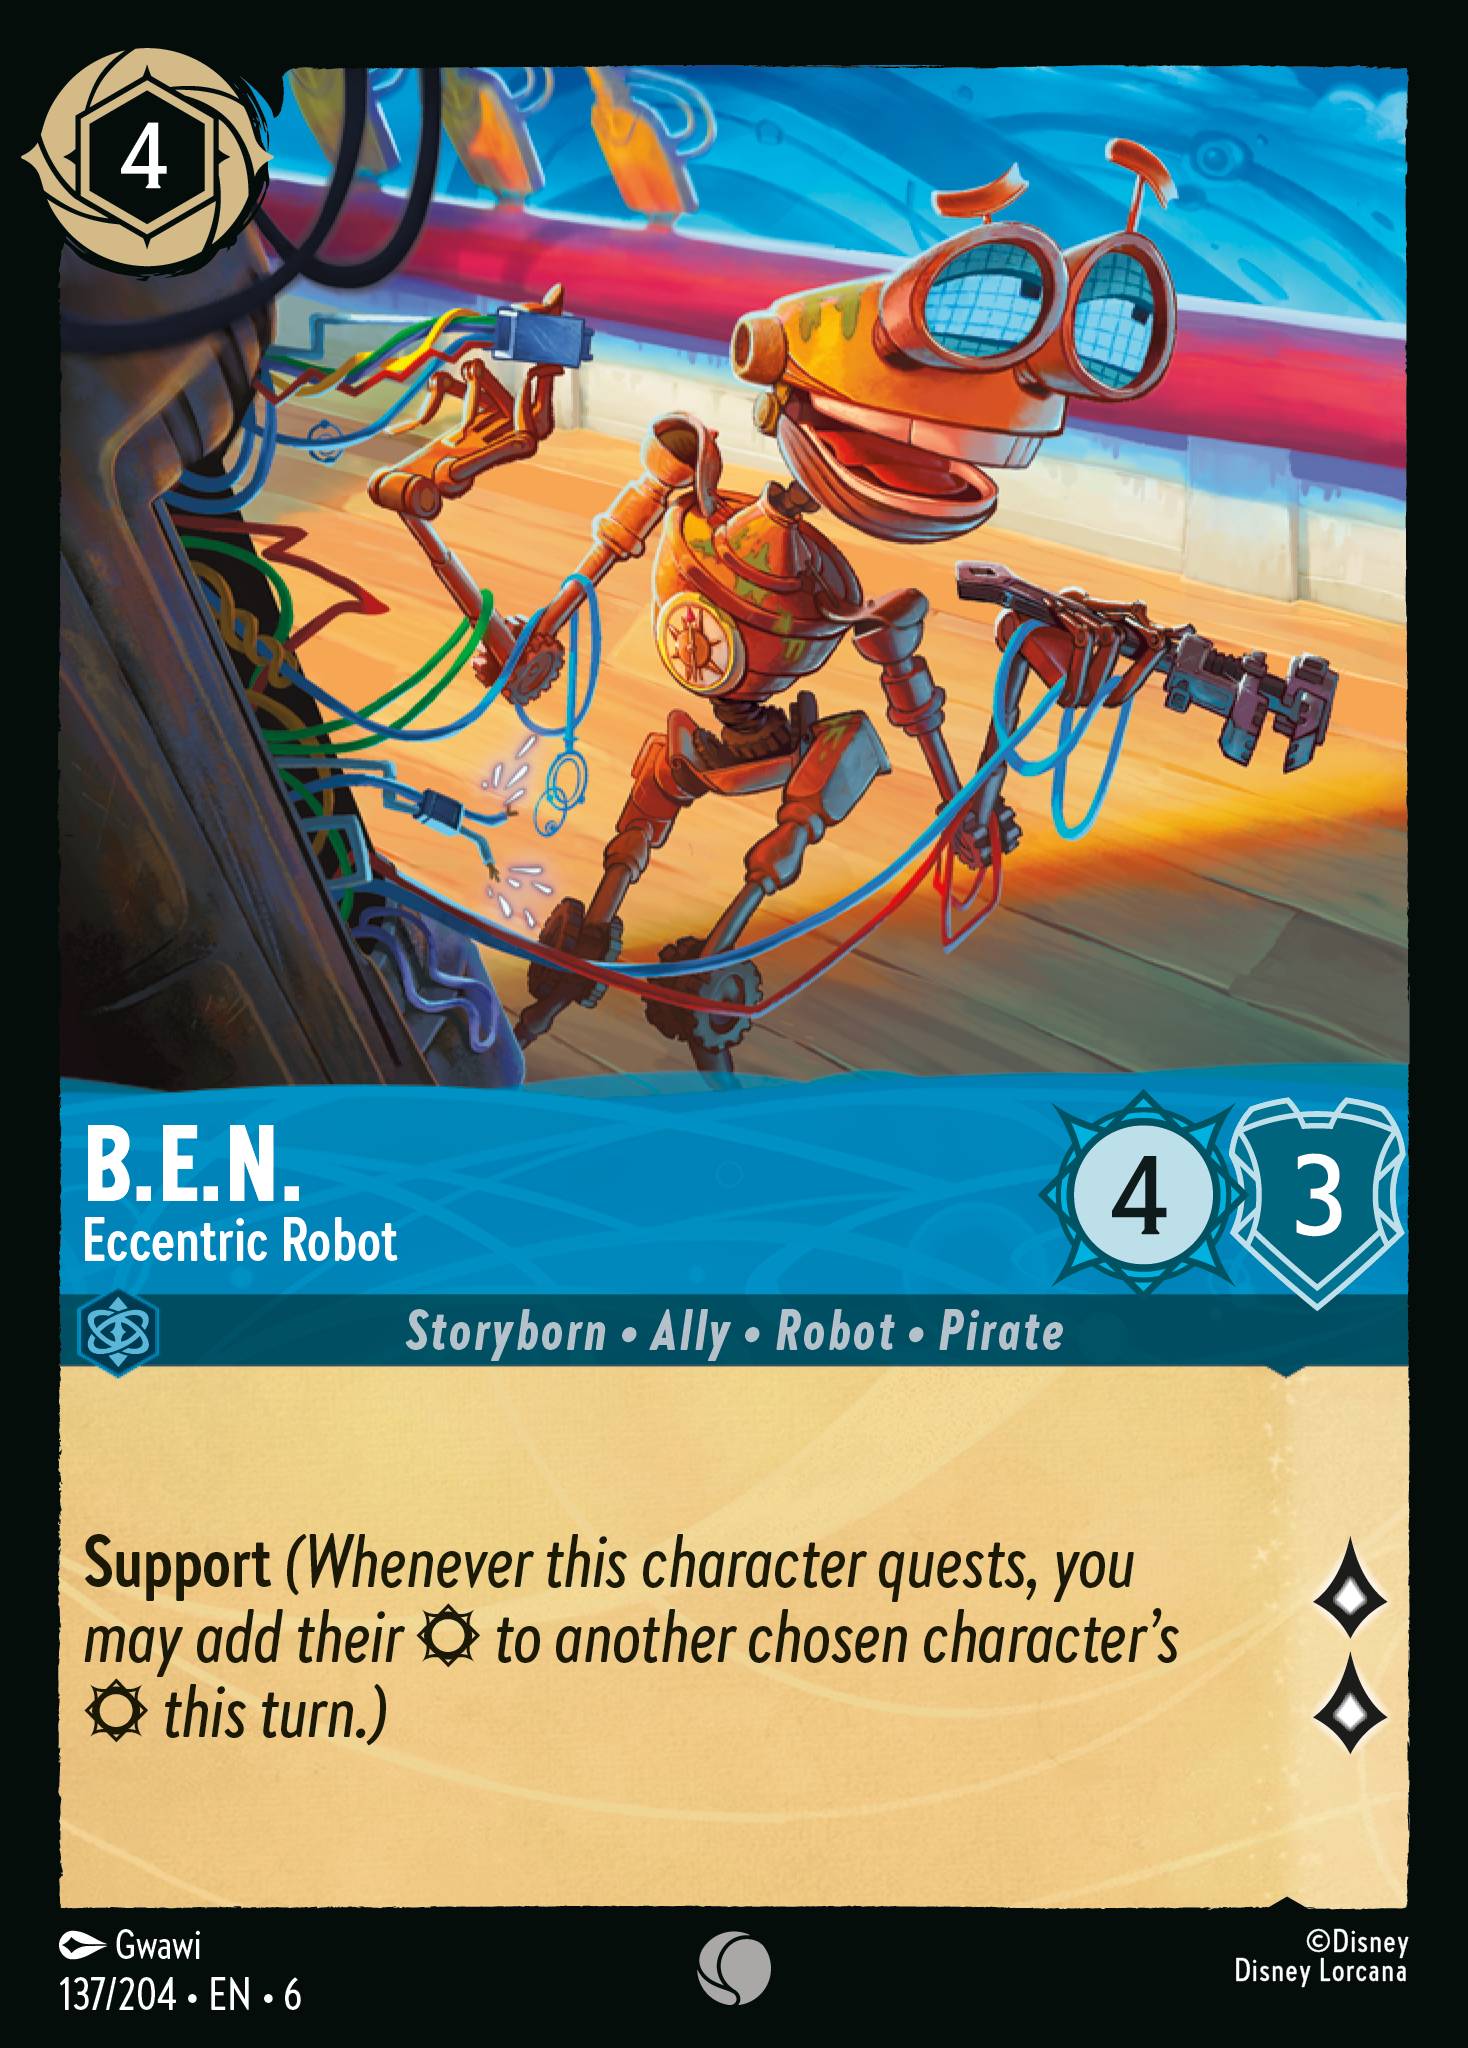 4
B.E.N.
Eccentric Robot
4
3
Storyborn • Ally • Robot • Pirate
Support (Whenever this character quests, you
may add their to another chosen character’s
this turn.)
Gwawi
137/204 • EN • 6
©Disney
Disney Lorcana